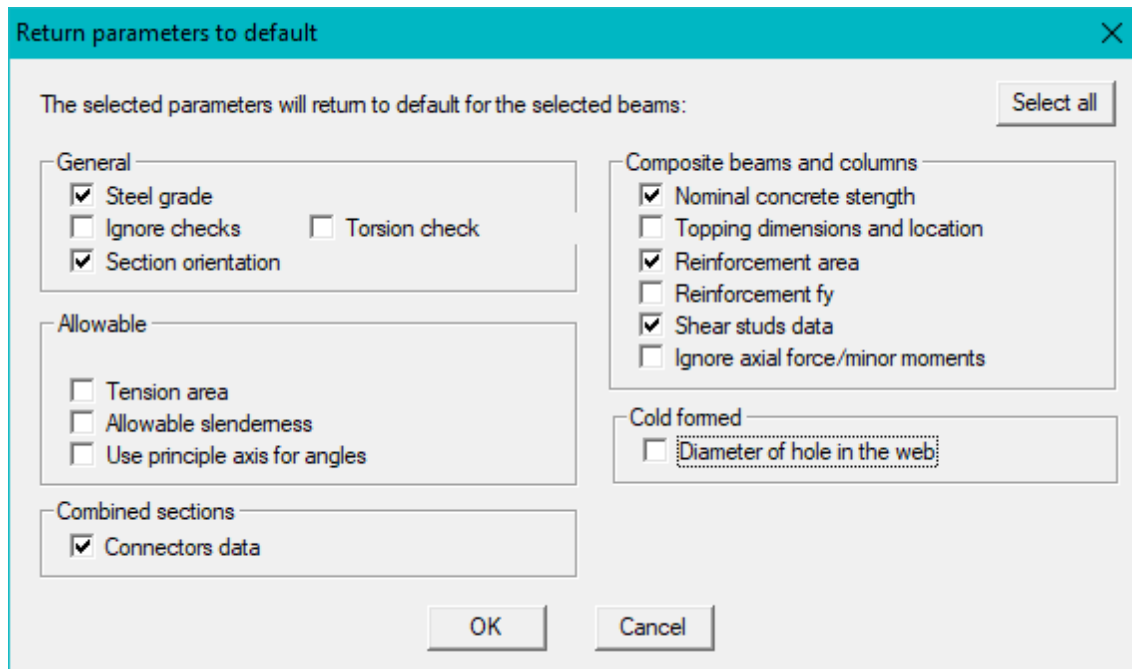 Return parameters to default
The selected parameters will return to default for the selected beams:
Select all
General
Steel grade
Ignore checks
Torsion check
Section orientation
Allowable
Tension area
Allowable slenderness
Use principle axis for angles
Combined sections
Connectors data
Composite beams and columns
Nominal concrete stength
Topping dimensions and location
Reinforcement area
Reinforcement fy
Shear studs data
Ignore axial force/minor moments
Cold formed
Diameter of hole in the web
OK
Cancel